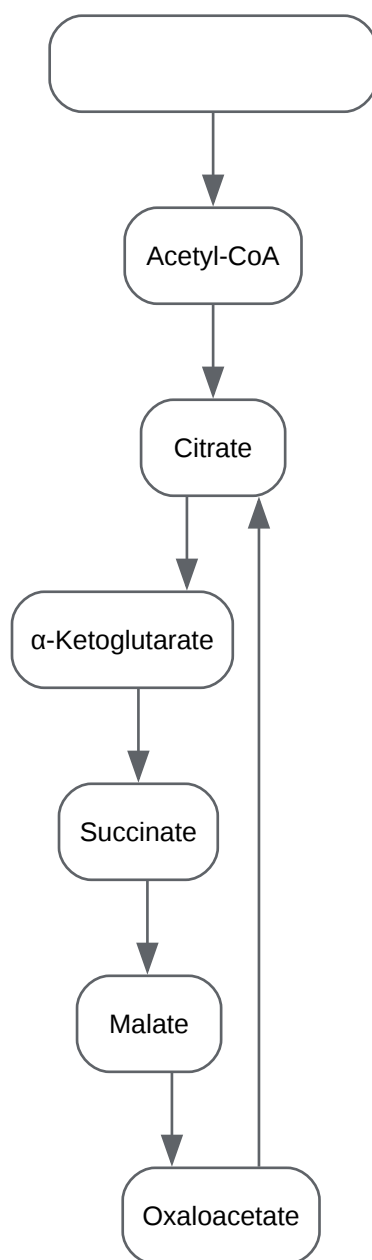 Acetyl-CoA
Citrate
α-Ketoglutarate
Succinate
Malate
Oxaloacetate